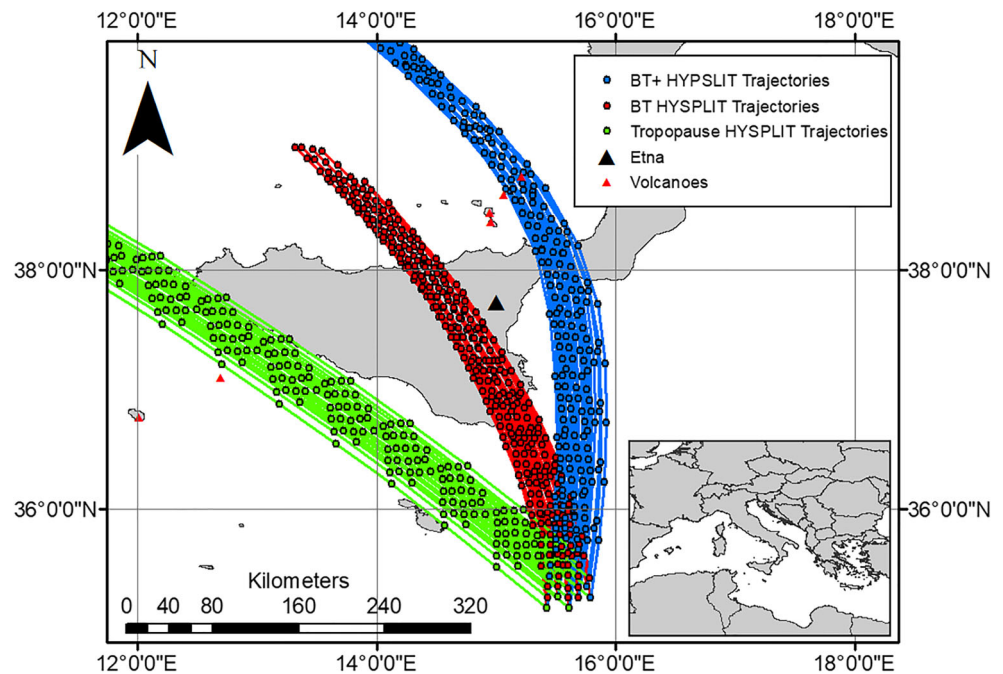 12°0'0"E 14°0'0"E 16°0'0"E 18°0'0"E
N
BT+ HYPSLIT Trajectories
BT HYSPLIT Trajectories
Tropopause HYSPLIT Trajectories
Etna
Volcanoes
38°0'0"N 38°0'0"N
36°0'0"N 36°0'0"N
Kilometers
0 40 80 160 240 320
12°0'0"E 14°0'0"E 16°0'0"E 18°0'0"E